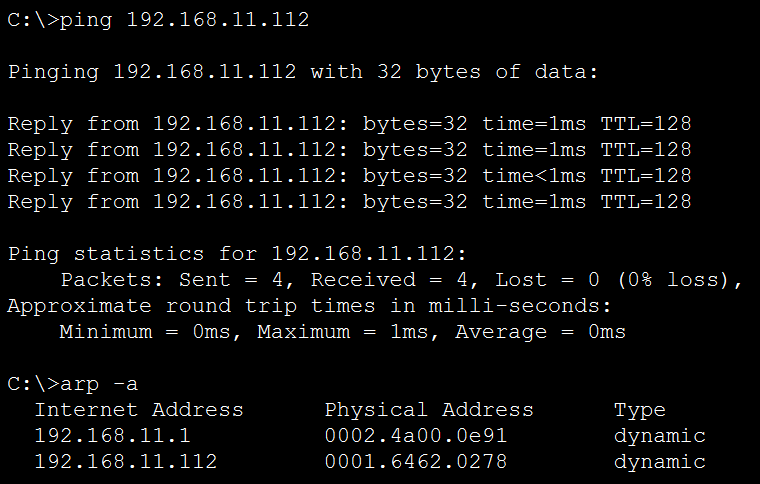 C:\>ping 192.168.11.112
Pinging 192.168.11.112 with 32 bytes of data:
Reply from 192.168.11.112: bytes=32 time=1ms TTL=128
Reply from 192.168.11.112: bytes=32 time=1ms TTL=128
Reply from 192.168.11.112: bytes=32 time<1ms TTL=128
Reply from 192.168.11.112: bytes=32 time=1ms TTL=128
Ping statistics for 192.168.11.112:
    Packets: Sent = 4, Received = 4, Lost = 0 (0% loss),
Approximate round trip times in milli-seconds:
    Minimum = 0ms, Maximum = 1ms, Average = 0ms
C:\>arp -a
  Internet Address      Physical Address      Type
  192.168.11.1          0002.4a00.0e91        dynamic
  192.168.11.112        0001.6462.0278        dynamic